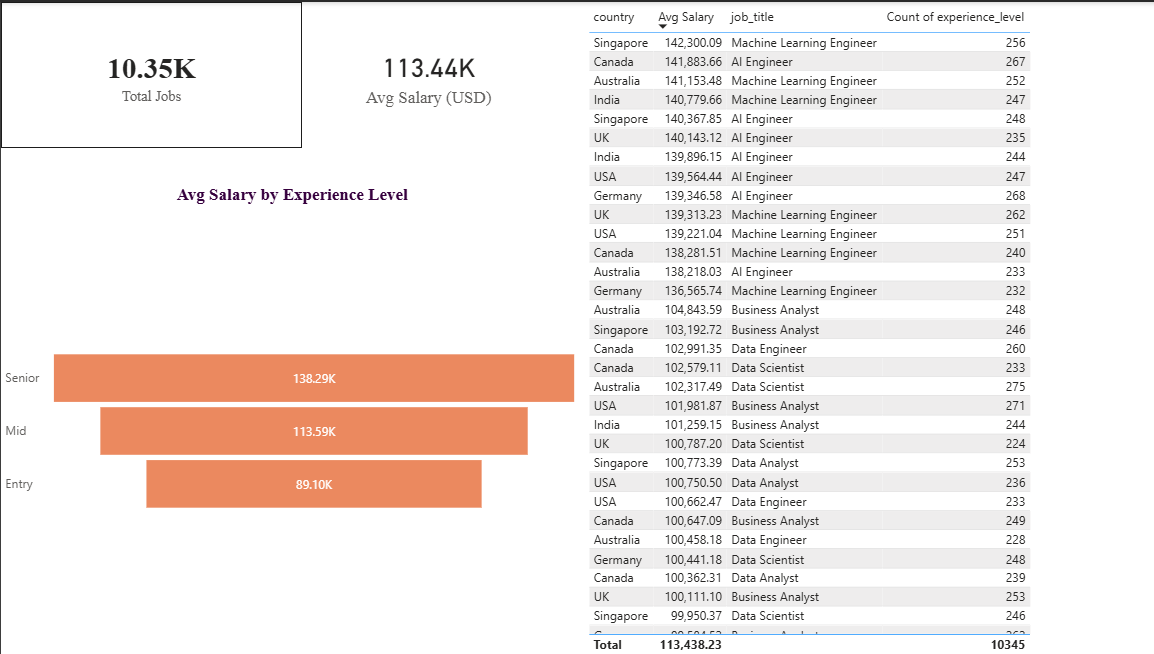 10.35K
Total Jobs
113.44K
Avg Salary (USD)
Avg Salary by Experience Level
Senior 138.29K
Mid 113.59K
Entry 89.10K
country Avg Salary job_title Count of experience_level
Singapore 142,300.09 Machine Learning Engineer 256
Canada 141,883.66 AI Engineer 267
Australia 141,153.48 Machine Learning Engineer 252
India 140,779.66 Machine Learning Engineer 247
Singapore 140,367.85 AI Engineer 248
UK 140,143.12 AI Engineer 235
India 139,896.15 AI Engineer 244
USA 139,564.44 AI Engineer 247
Germany 139,346.58 AI Engineer 268
UK 139,313.23 Machine Learning Engineer 262
USA 139,221.04 Machine Learning Engineer 251
Canada 138,281.51 Machine Learning Engineer 240
Australia 138,218.03 AI Engineer 233
Germany 136,565.74 Machine Learning Engineer 232
Australia 104,843.59 Business Analyst 248
Singapore 103,192.72 Business Analyst 246
Canada 102,991.35 Data Engineer 260
Canada 102,579.11 Data Scientist 233
Australia 102,317.49 Data Scientist 275
USA 101,981.87 Business Analyst 271
India 101,259.15 Business Analyst 244
UK 100,787.20 Data Scientist 224
Singapore 100,773.39 Data Analyst 253
USA 100,750.50 Data Analyst 236
USA 100,662.47 Data Engineer 233
Canada 100,647.09 Business Analyst 249
Australia 100,458.18 Data Engineer 228
Germany 100,441.18 Data Scientist 248
Canada 100,362.31 Data Analyst 239
UK 100,111.10 Business Analyst 253
Singapore 99,950.37 Data Scientist 246
Total 113,438.23 10345